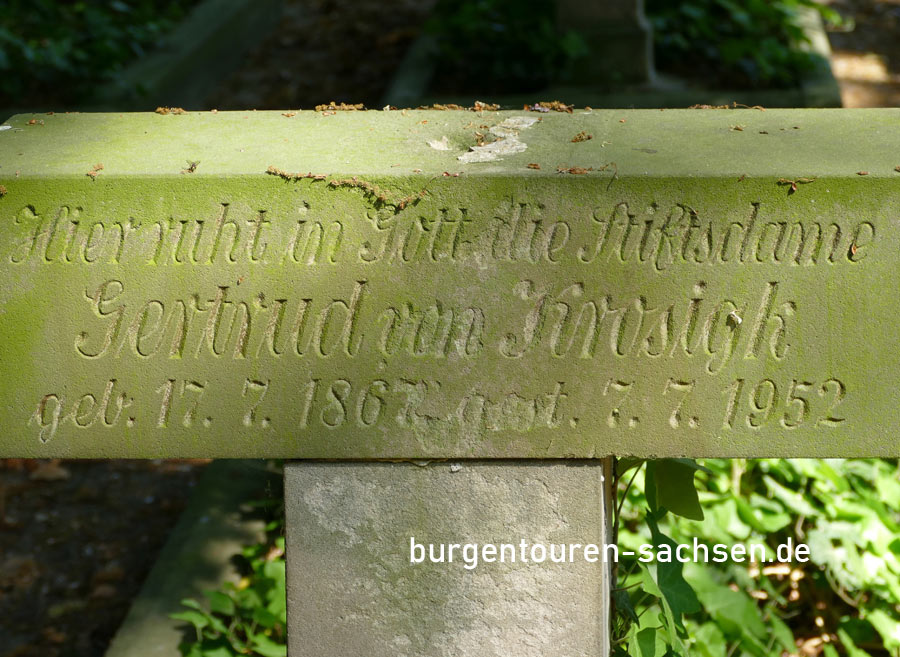 Hier ruht in Gott die Stiftsdame
Gertrud von Krosigk
geb. 17. 7. 1867 gest. 7. 7. 1952
burgentouren-sachsen.de